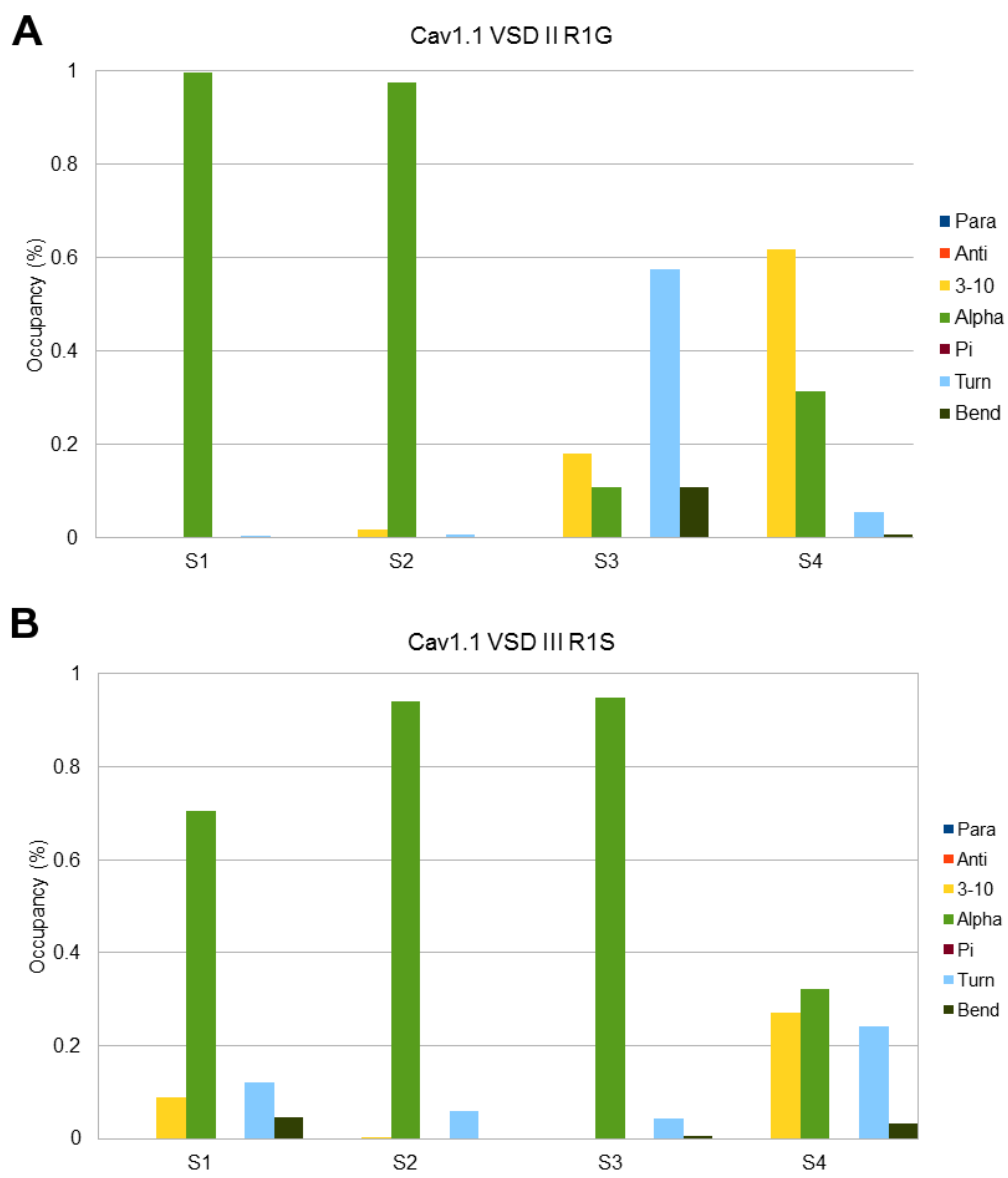 A
Cav1.1 VSD II R1G
Occupancy (%)
1
0.8
0.6
0.4
0.2
0
S1 S2 S3 S4
Para
Anti
3-10
Alpha
Pi
Turn
Bend
B
Cav1.1 VSD III R1S
Occupancy (%)
1
0.8
0.6
0.4
0.2
0
S1 S2 S3 S4
Para
Anti
3-10
Alpha
Pi
Turn
Bend